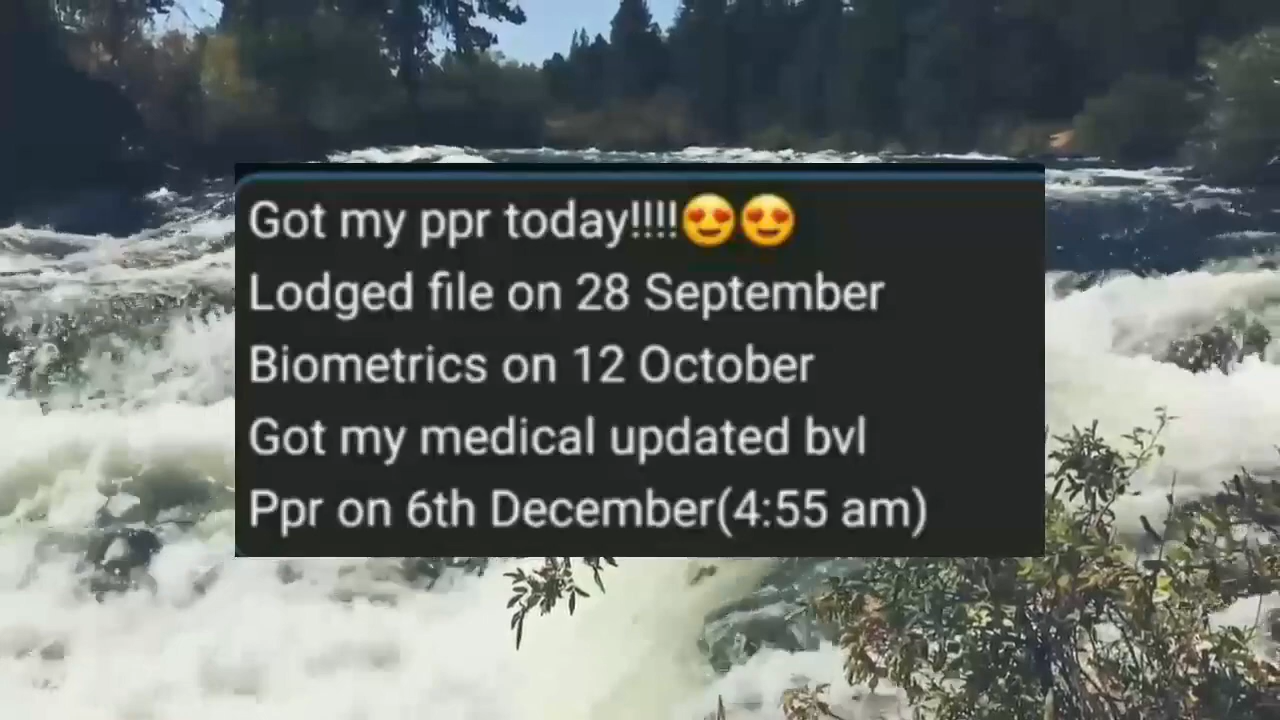 Got my ppr today!!!!😍😍
Lodged file on 28 September
Biometrics on 12 October
Got my medical updated bvl
Ppr on 6th December(4:55 am)